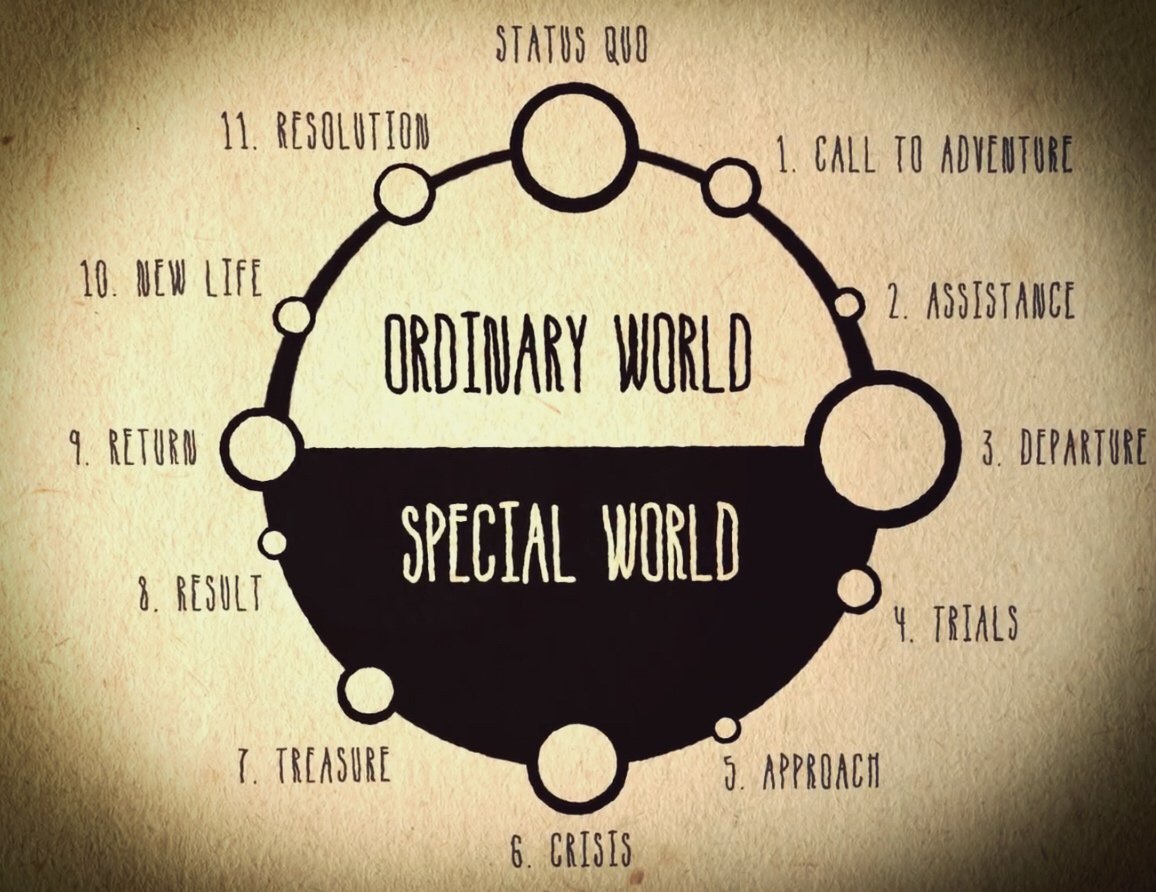 STATUS QUO
1. CALL TO ADVENTURE
2. ASSISTANCE
3. DEPARTURE
4. TRIALS
5. APPROACH
6. CRISIS
7. TREASURE
8. RESULT
9. RETURN
10. NEW LIFE
11. RESOLUTION
ORDINARY WORLD
SPECIAL WORLD